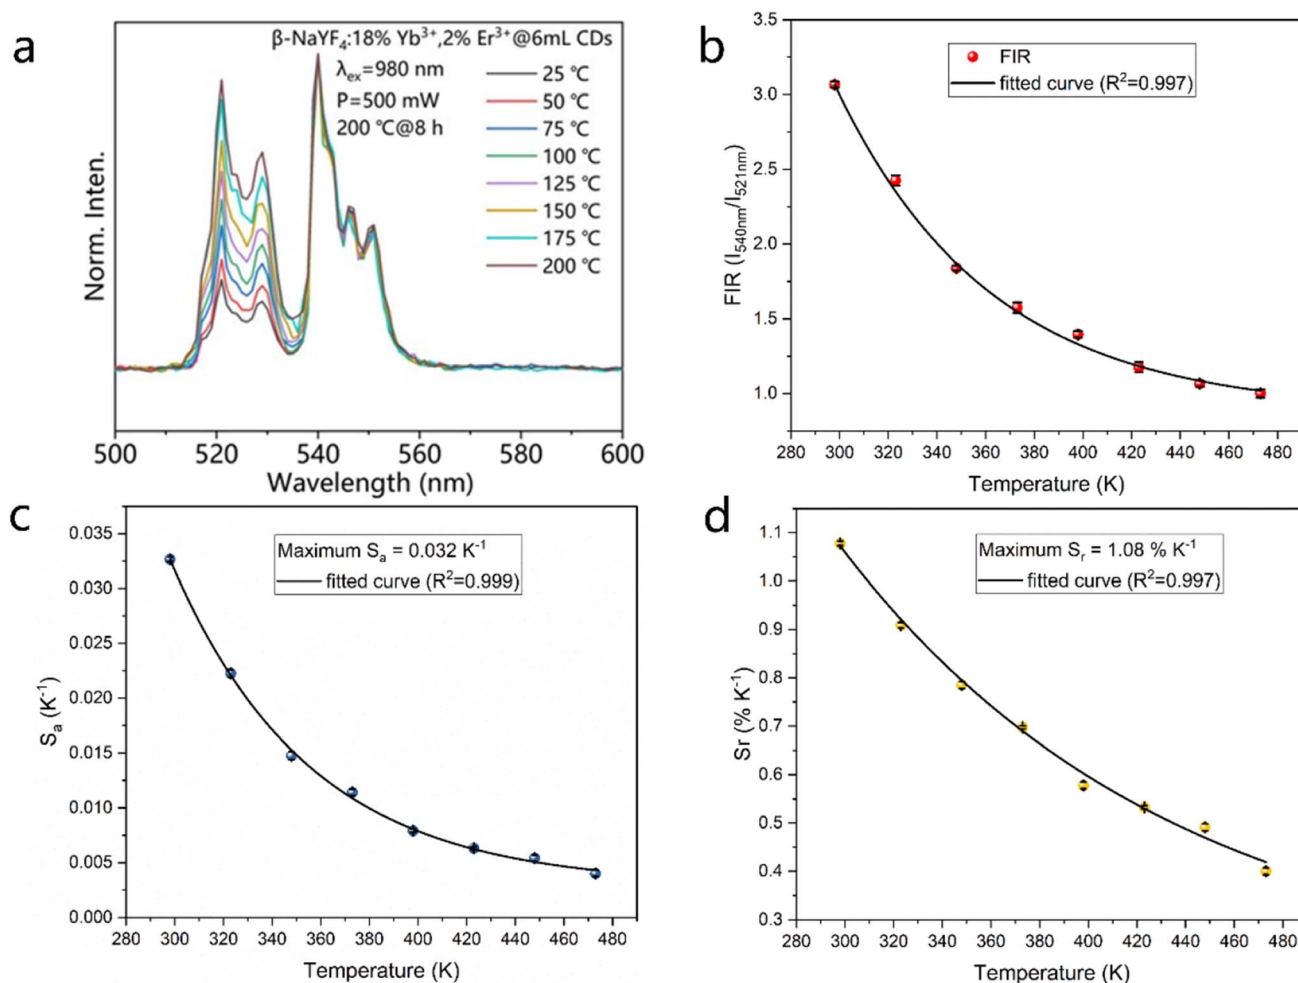 a
β-NaYF₄:18% Yb³⁺,2% Er³⁺@6mL CDs
λₑₓ=980 nm
P=500 mW
200 ℃@8 h
25 ℃
50 ℃
75 ℃
100 ℃
125 ℃
150 ℃
175 ℃
200 ℃
Norm. Inten.
500 520 540 560 580 600
Wavelength (nm)
b
FIR
fitted curve (R²=0.997)
FIR (I₅₄₀ₙₘ/I₅₂₁ₙₘ)
3.5
3.0
2.5
2.0
1.5
1.0
280 300 320 340 360 380 400 420 440 460 480
Temperature (K)
c
Maximum Sₐ = 0.032 K⁻¹
fitted curve (R²=0.999)
Sₐ (K⁻¹)
0.035
0.030
0.025
0.020
0.015
0.010
0.005
0.000
280 300 320 340 360 380 400 420 440 460 480
Temperature (K)
d
Maximum Sᵣ = 1.08 % K⁻¹
fitted curve (R²=0.997)
Sr (% K⁻¹)
1.1
1.0
0.9
0.8
0.7
0.6
0.5
0.4
0.3
280 300 320 340 360 380 400 420 440 460 480
Temperature (K)